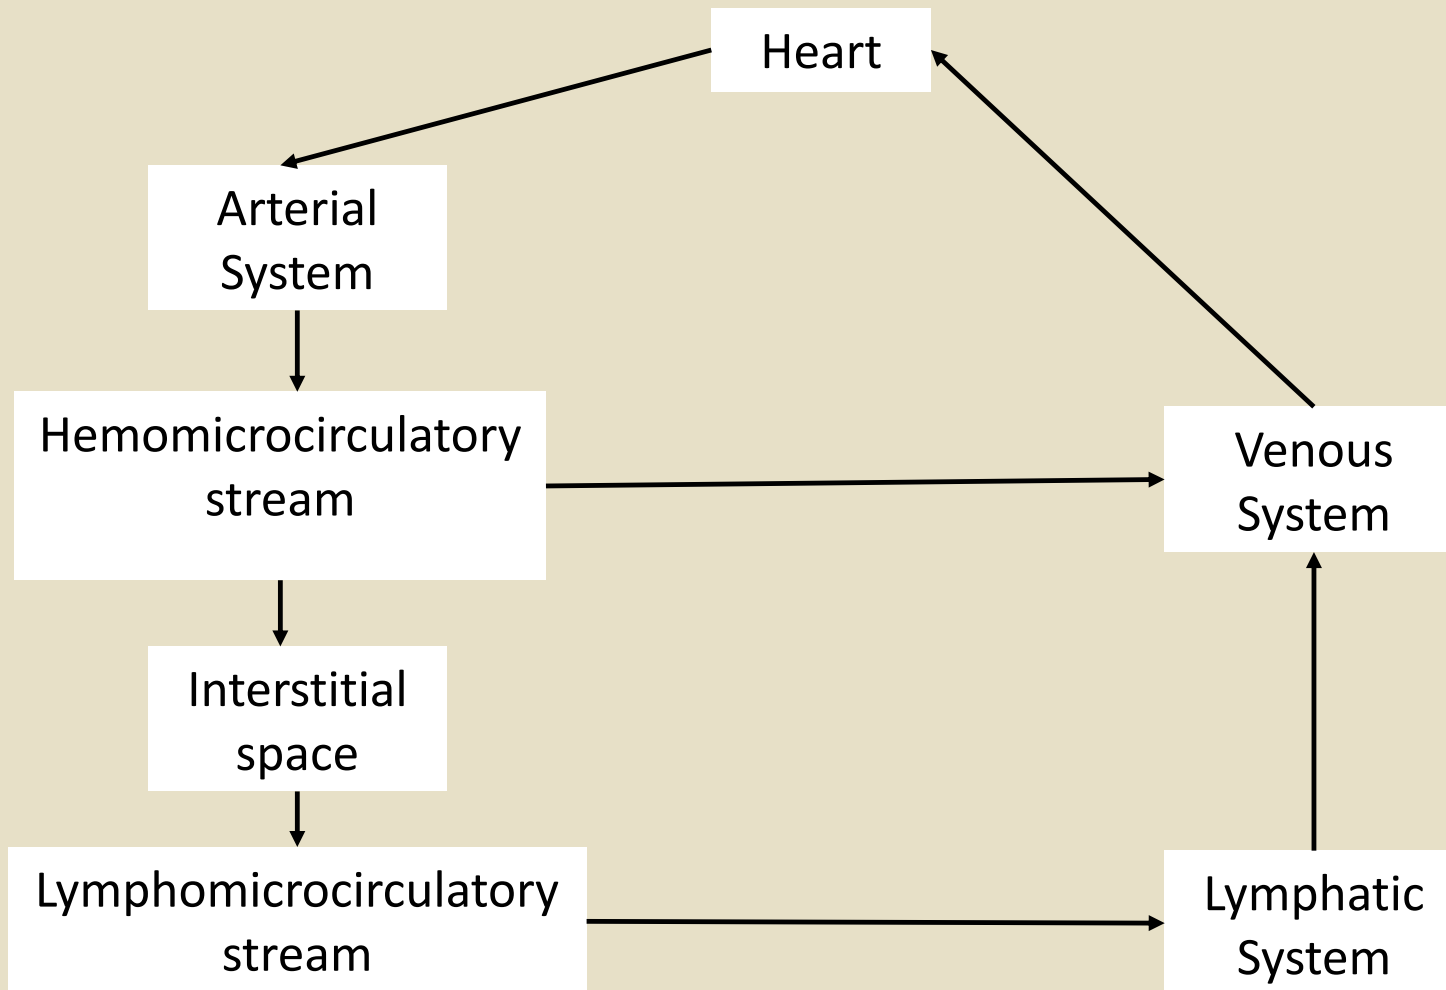 Heart
Arterial
System
Hemomicrocirculatory
stream
Venous
System
Interstitial
space
Lymphomicrocirculatory
stream
Lymphatic
System